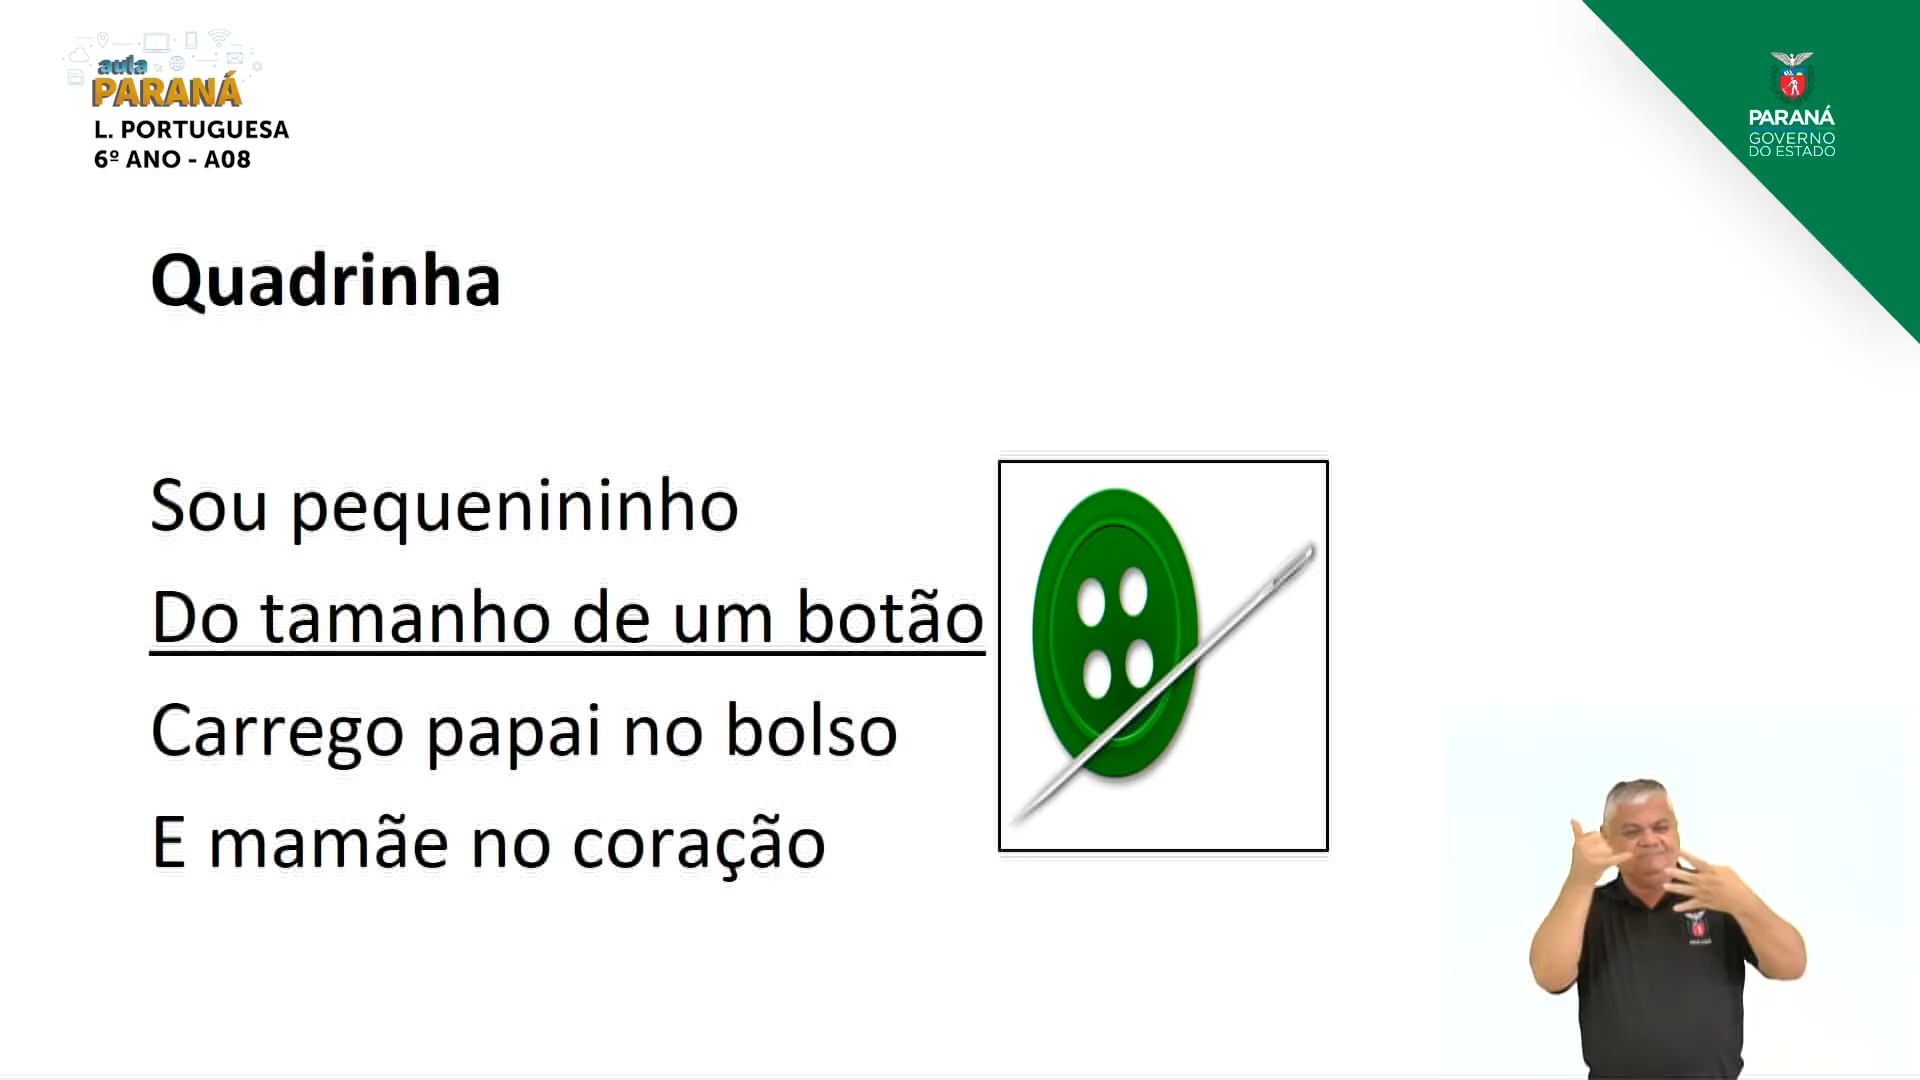 aula
PARANÁ
L. PORTUGUESA
6º ANO - A08
PARANÁ
GOVERNO
DO ESTADO
Quadrinha
Sou pequenininho
Do tamanho de um botão
Carrego papai no bolso
E mamãe no coração